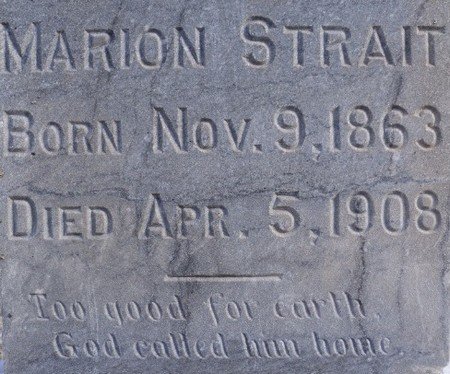 MARION STRAIT
BORN NOV. 9, 1863
DIED APR. 5, 1908
Too good for earth,
God called him home.